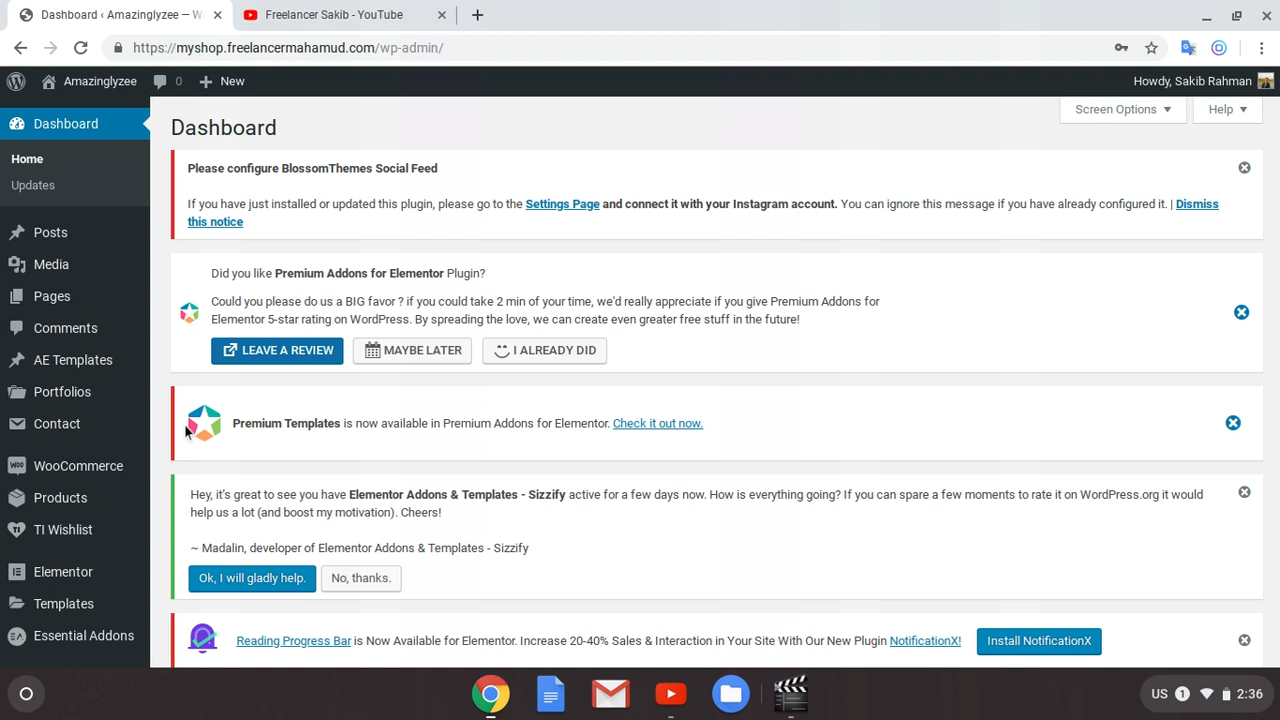 Dashboard ‹ Amazinglyzee — W
Freelancer Sakib - YouTube
https://myshop.freelancermahamud.com/wp-admin/
Amazinglyzee
0
New
Howdy, Sakib Rahman
Dashboard
Home
Updates
Posts
Media
Pages
Comments
AE Templates
Portfolios
Contact
WooCommerce
Products
TI Wishlist
Elementor
Templates
Essential Addons
Screen Options
Help
Dashboard
Please configure BlossomThemes Social Feed
If you have just installed or updated this plugin, please go to the Settings Page and connect it with your Instagram account. You can ignore this message if you have already configured it. | Dismiss
this notice
Did you like Premium Addons for Elementor Plugin?
Could you please do us a BIG favor ? if you could take 2 min of your time, we'd really appreciate if you give Premium Addons for
Elementor 5-star rating on WordPress. By spreading the love, we can create even greater free stuff in the future!
LEAVE A REVIEW
MAYBE LATER
I ALREADY DID
Premium Templates is now available in Premium Addons for Elementor. Check it out now.
Hey, it's great to see you have Elementor Addons & Templates - Sizzify active for a few days now. How is everything going? If you can spare a few moments to rate it on WordPress.org it would
help us a lot (and boost my motivation). Cheers!
~ Madalin, developer of Elementor Addons & Templates - Sizzify
Ok, I will gladly help.
No, thanks.
Reading Progress Bar is Now Available for Elementor. Increase 20-40% Sales & Interaction in Your Site With Our New Plugin NotificationX!
Install NotificationX
US
1
2:36